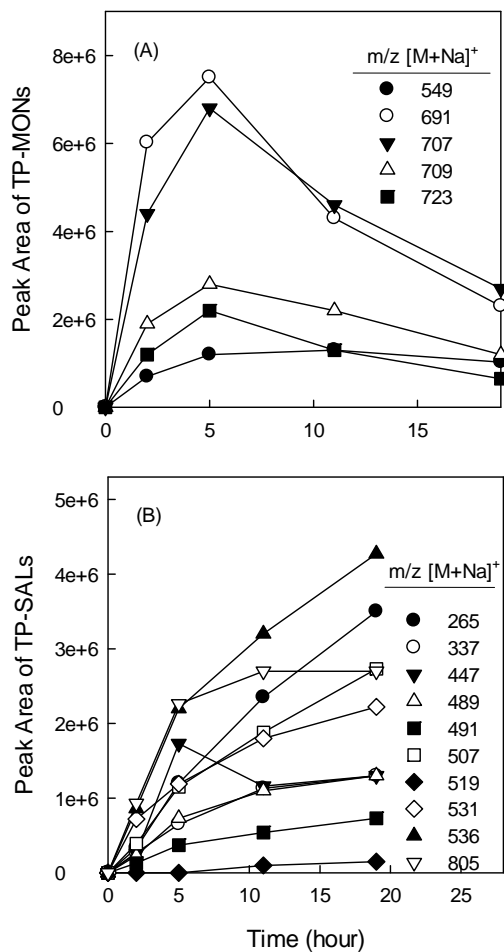 (A)
m/z [M+Na]+
549
691
707
709
723
Peak Area of TP-MONs
8e+6
6e+6
4e+6
2e+6
0
0 5 10 15
(B)
m/z [M+Na]+
265
337
447
489
491
507
519
531
536
805
Peak Area of TP-SALs
5e+6
4e+6
3e+6
2e+6
1e+6
0
0 5 10 15 20 25
Time (hour)